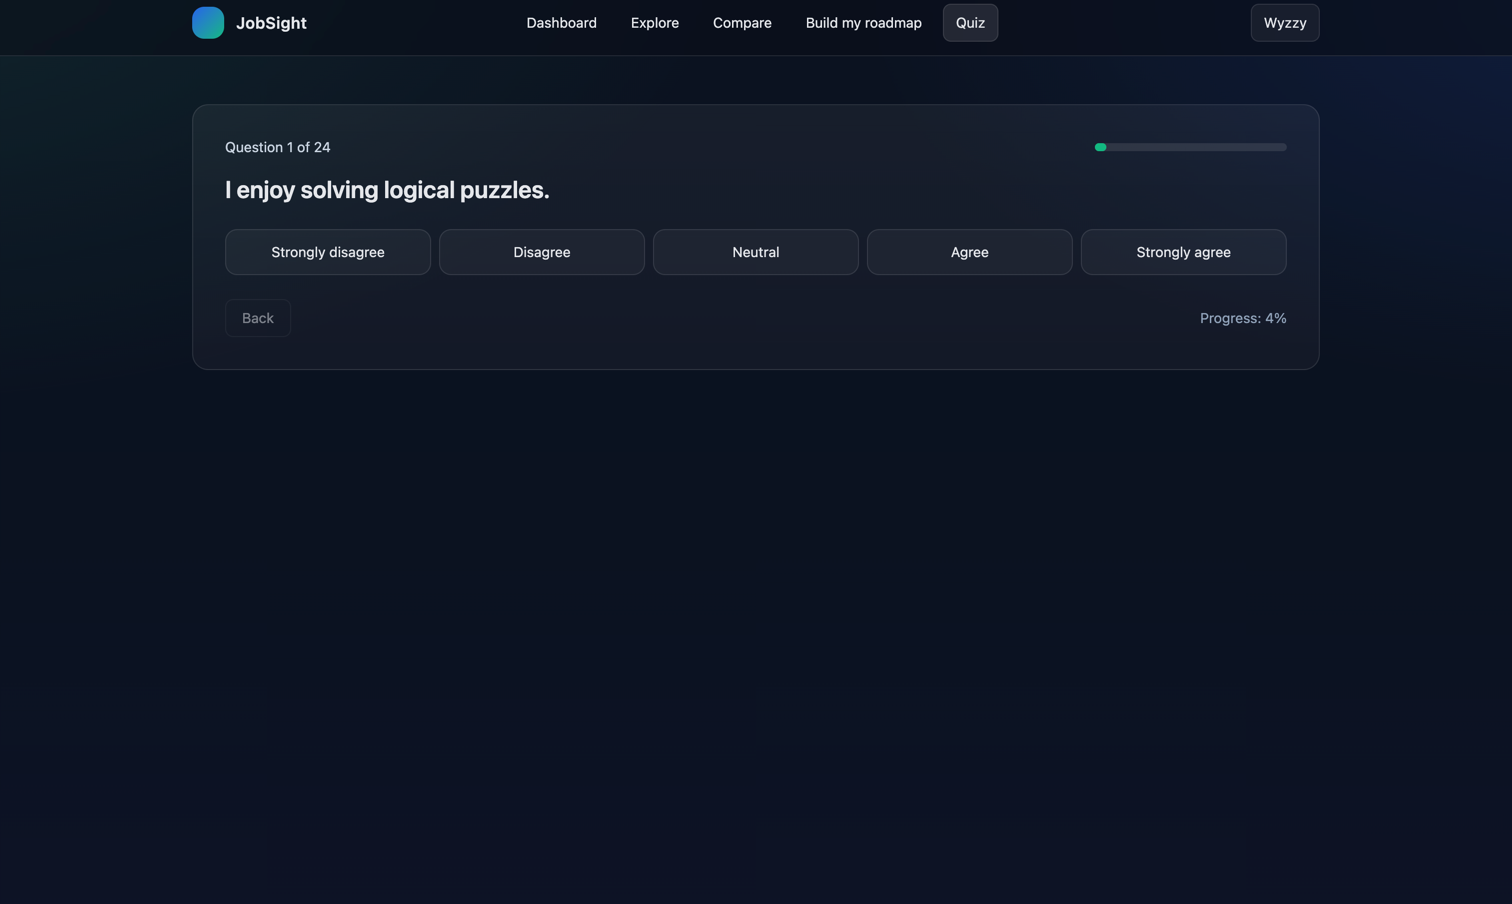 JobSight
Dashboard Explore Compare Build my roadmap Quiz
Wyzzy
Question 1 of 24
I enjoy solving logical puzzles.
Strongly disagree Disagree Neutral Agree Strongly agree
Back
Progress: 4%